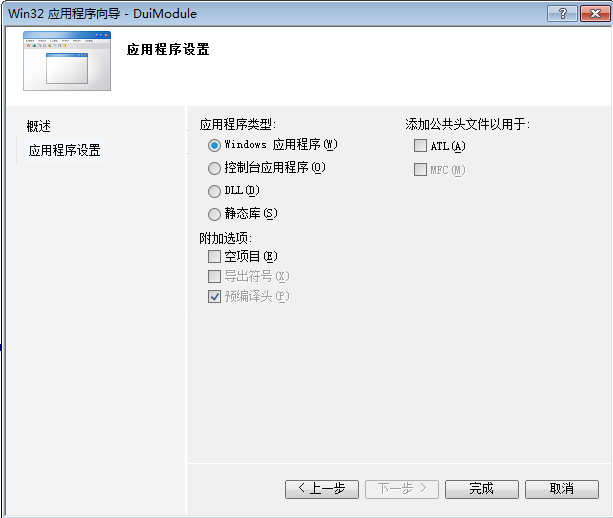 Win32 应用程序向导 - DuiModule
应用程序设置
概述
应用程序设置
应用程序类型:
Windows 应用程序(W)
控制台应用程序(O)
DLL(D)
静态库(S)
附加选项:
空项目(E)
导出符号(X)
预编译头(P)
添加公共头文件以用于:
ATL(A)
MFC(M)
< 上一步
下一步 >
完成
取消